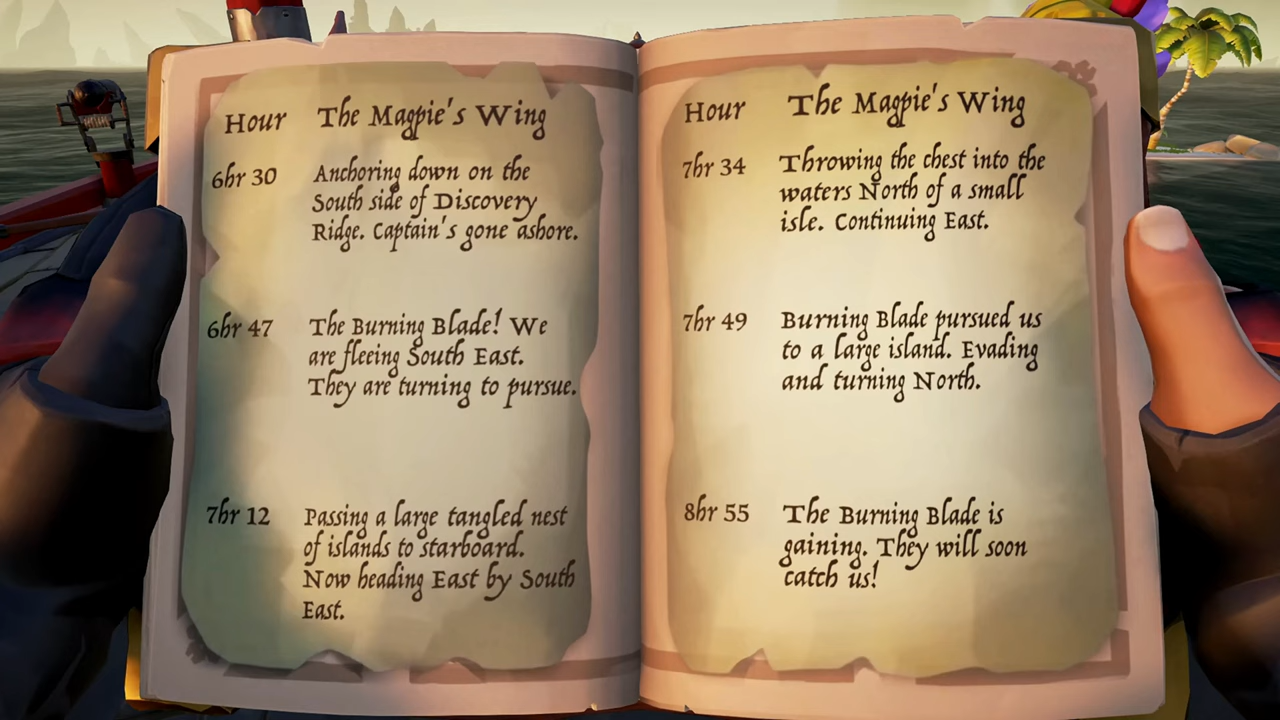 Hour The Magpie's Wing
6hr 30 Anchoring down on the
South side of Discovery
Ridge. Captain's gone ashore.
6hr 47 The Burning Blade! We
are fleeing South East.
They are turning to pursue.
7hr 12 Passing a large tangled nest
of islands to starboard.
Now heading East by South
East.
Hour The Magpie's Wing
7hr 34 Throwing the chest into the
waters North of a small
isle. Continuing East.
7hr 49 Burning Blade pursued us
to a large island. Evading
and turning North.
8hr 55 The Burning Blade is
gaining. They will soon
catch us!